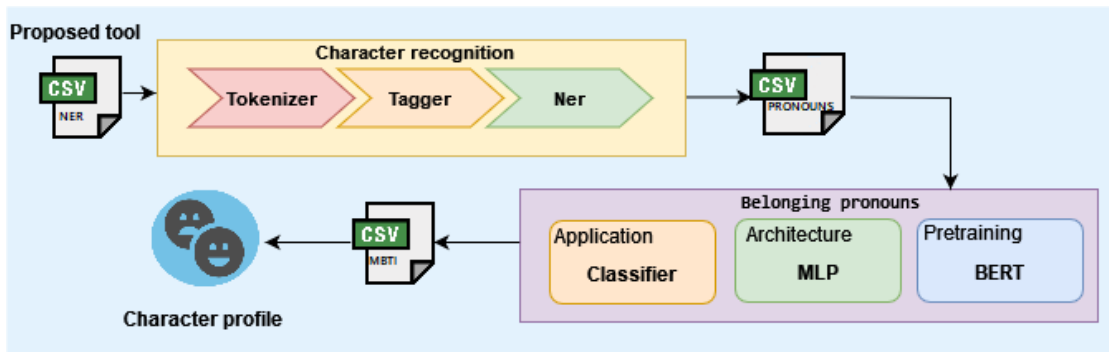 Proposed tool
CSV
NER
Character recognition
Tokenizer
Tagger
Ner
CSV
PRONOUNS
Belonging pronouns
Application
Classifier
Architecture
MLP
Pretraining
BERT
CSV
MBTI
Character profile